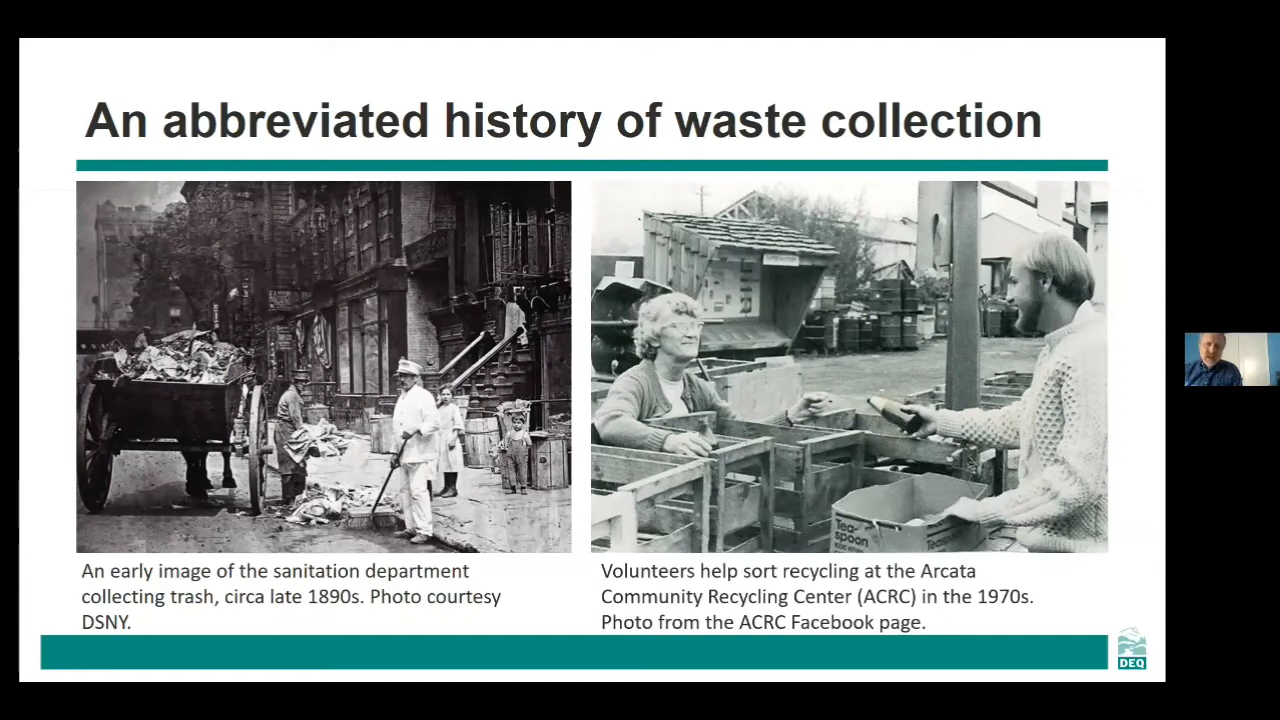 An abbreviated history of waste collection
Tea-
spoon
An early image of the sanitation department
collecting trash, circa late 1890s. Photo courtesy
DSNY.
Volunteers help sort recycling at the Arcata
Community Recycling Center (ACRC) in the 1970s.
Photo from the ACRC Facebook page.
DEQ